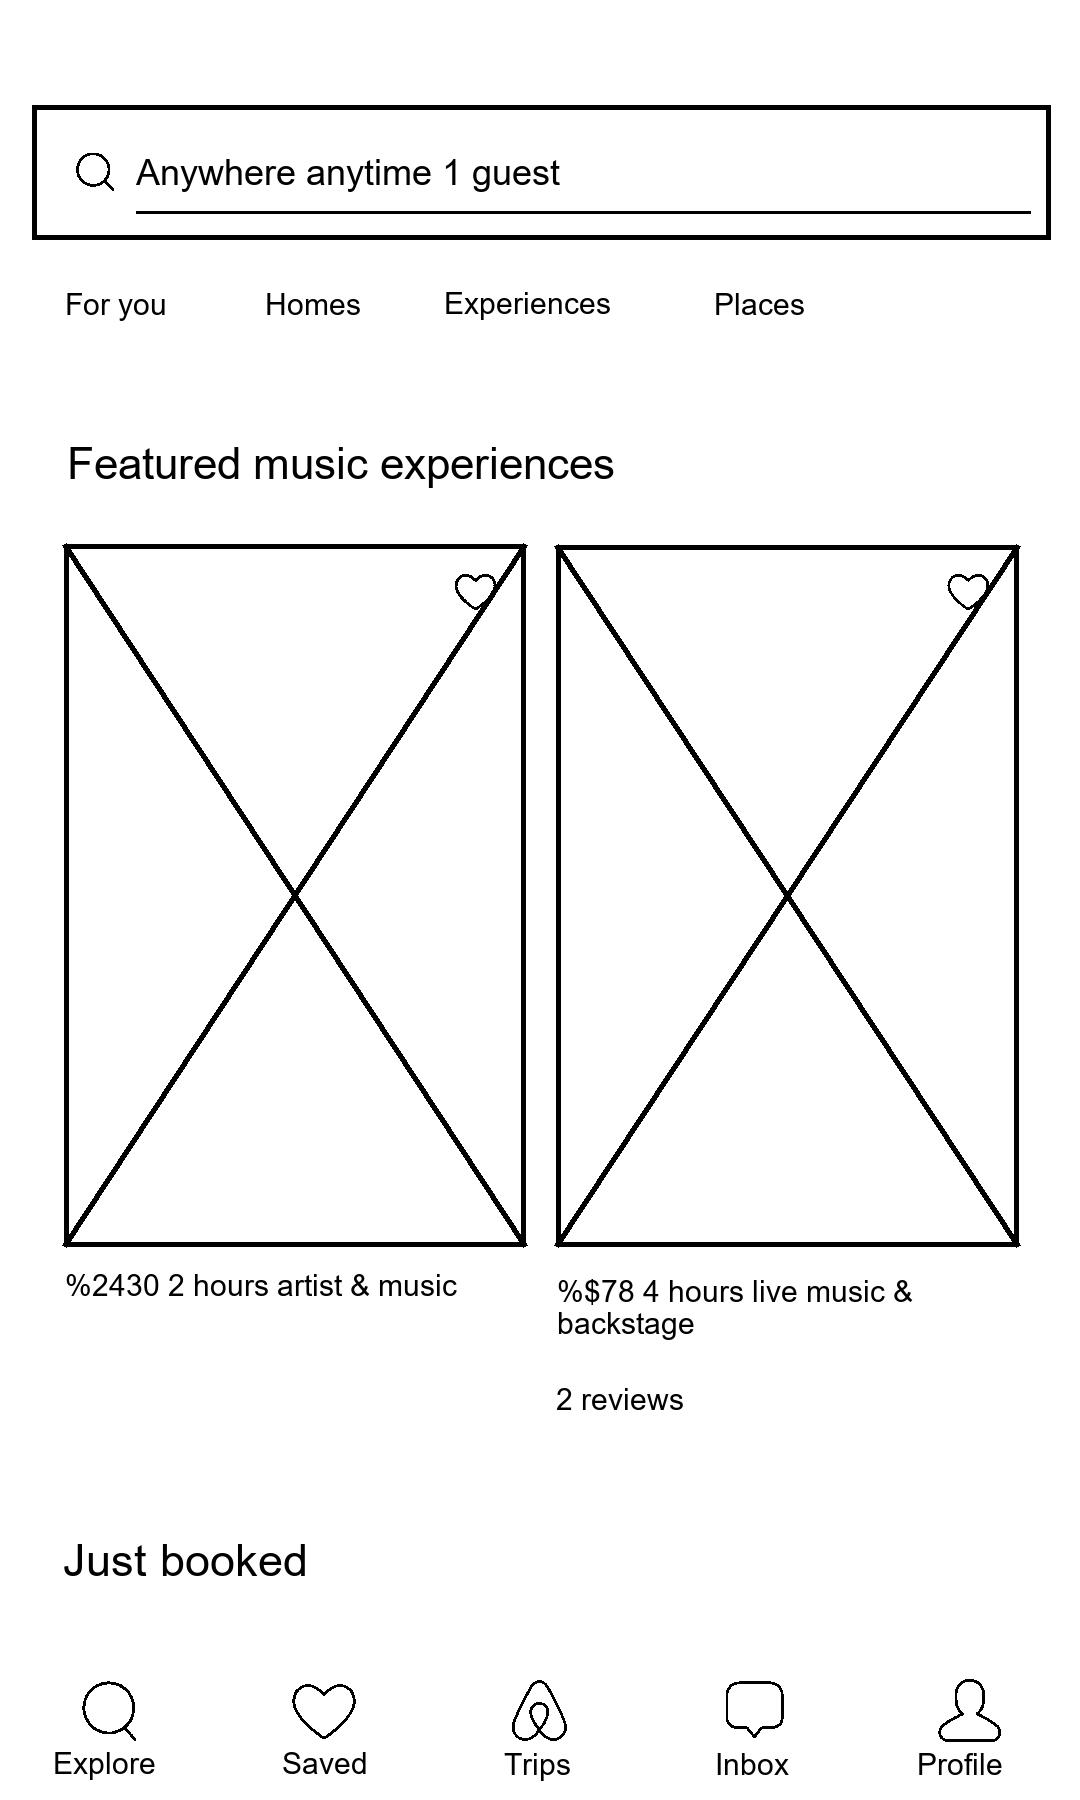 Anywhere anytime 1 guest
For you
Homes
Experiences
Places
Featured music experiences
%2430 2 hours artist & music
%$78 4 hours live music &
backstage
2 reviews
Just booked
Explore
Saved
Trips
Inbox
Profile